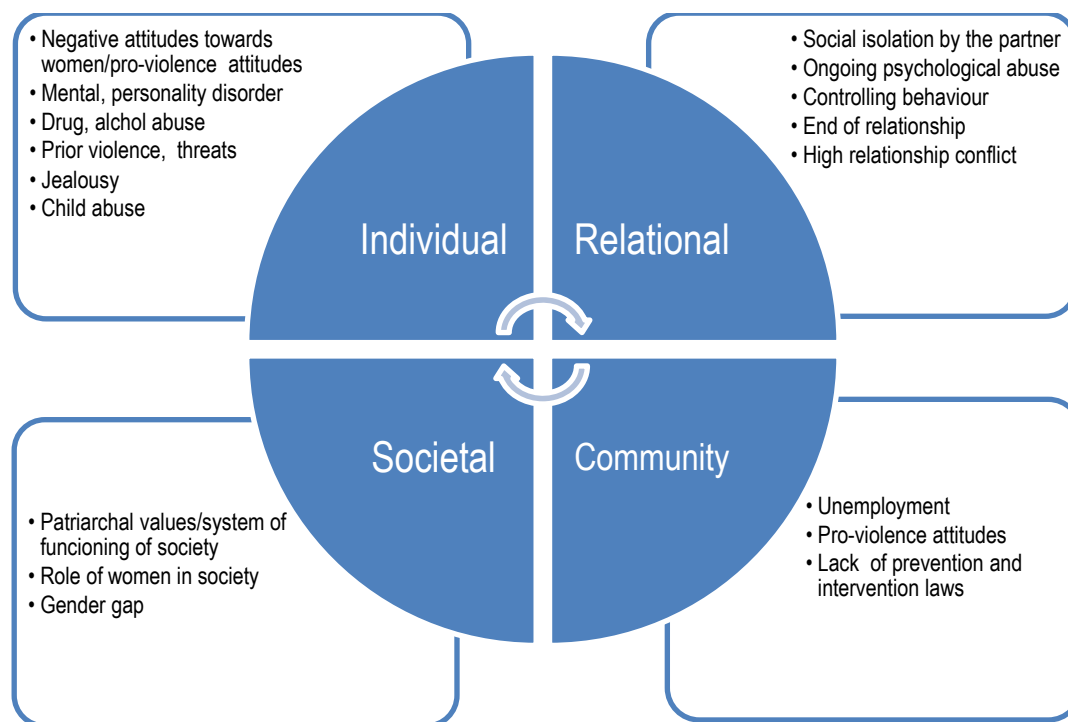 • Negative attitudes towards
women/pro-violence attitudes
• Mental, personality disorder
• Drug, alchol abuse
• Prior violence, threats
• Jealousy
• Child abuse
• Social isolation by the partner
• Ongoing psychological abuse
• Controlling behaviour
• End of relationship
• High relationship conflict
Individual
Relational
Societal
Community
• Patriarchal values/system of
funcioning of society
• Role of women in society
• Gender gap
• Unemployment
• Pro-violence attitudes
• Lack of prevention and
intervention laws